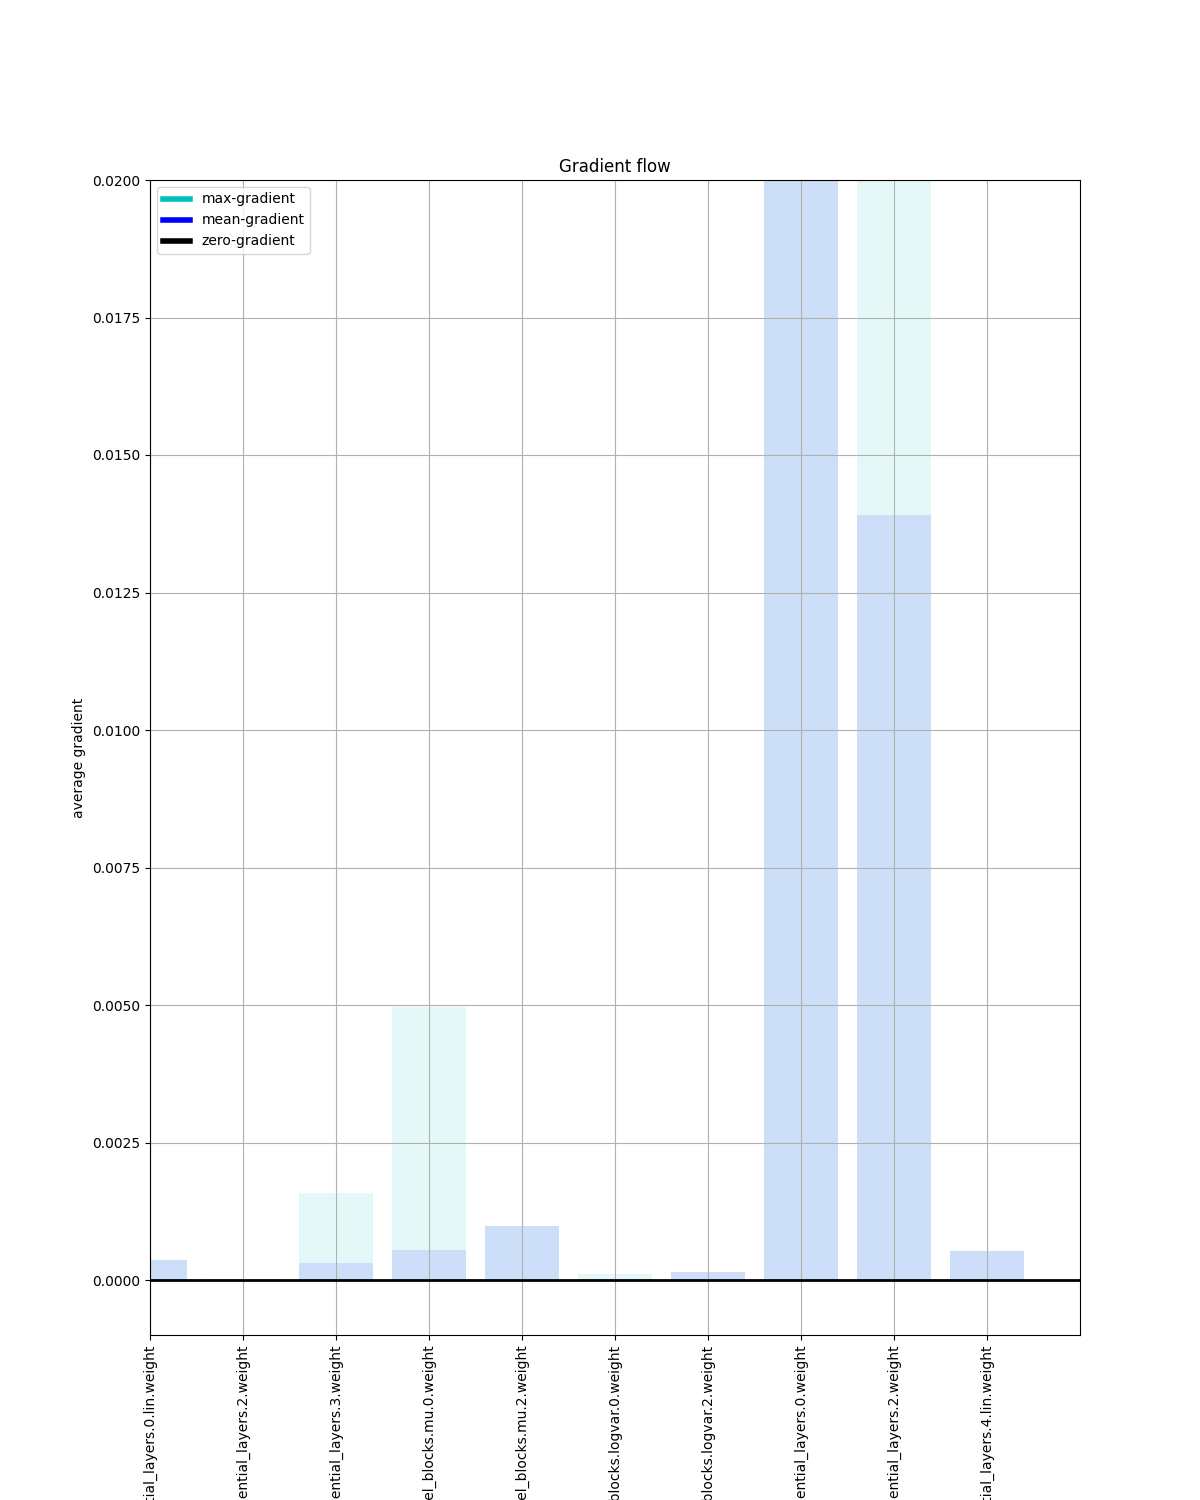 Gradient flow
max-gradient
mean-gradient
zero-gradient
0.0200
0.0175
0.0150
0.0125
0.0100
0.0075
0.0050
0.0025
0.0000
average gradient
tial_layers.0.lin.weight
ential_layers.2.weight
ential_layers.3.weight
el_blocks.mu.0.weight
el_blocks.mu.2.weight
blocks.logvar.0.weight
blocks.logvar.2.weight
ential_layers.0.weight
ential_layers.2.weight
tial_layers.4.lin.weight